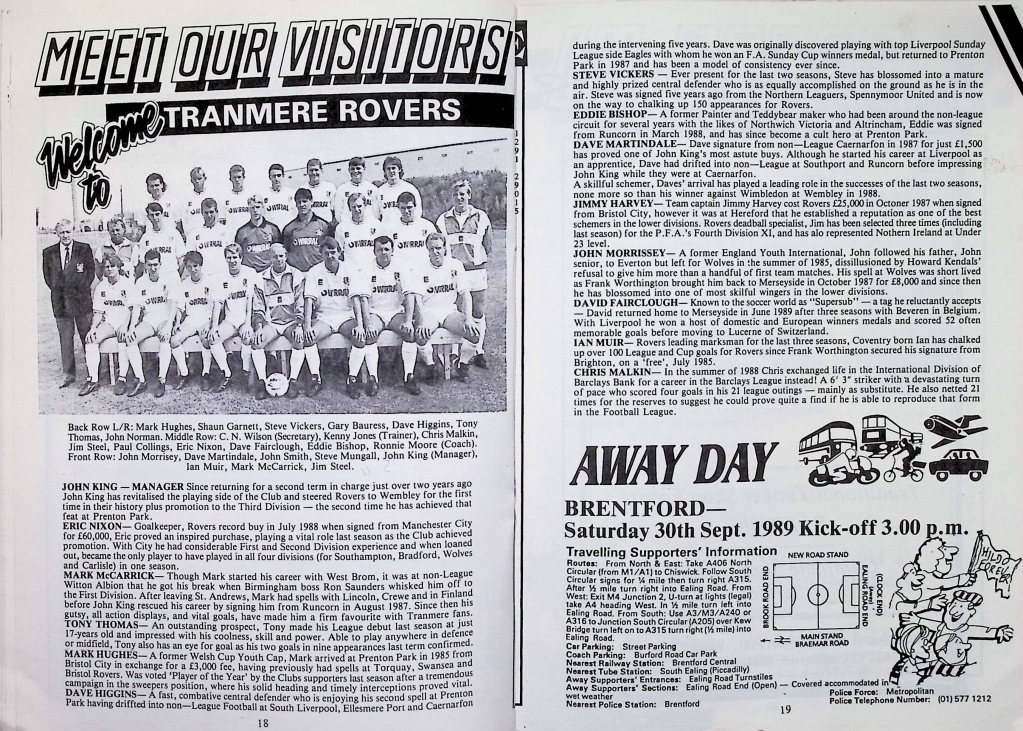 MEET OUR VISITORS
Welcome
to
TRANMERE ROVERS
Back Row L/R: Mark Hughes, Shaun Garnett, Steve Vickers, Gary Bauress, Dave Higgins, Tony
Thomas, John Norman. Middle Row: C. N. Wilson (Secretary), Kenny Jones (Trainer), Chris Malkin,
Jim Steel, Paul Collings, Eric Nixon, Dave Fairclough, Eddie Bishop, Ronnie Moore (Coach).
Front Row: John Morrisey, Dave Martindale, John Smith, Steve Mungall, John King (Manager),
Ian Muir, Mark McCarrick, Jim Steel.
JOHN KING — MANAGER Since returning for a second term in charge just over two years ago
John King has revitalised the playing side of the Club and steered Rovers to Wembley for the first
time in their history plus promotion to the Third Division — the second time he has achieved that
feat at Prenton Park.
ERIC NIXON— Goalkeeper, Rovers record buy in July 1988 when signed from Manchester City
for £60,000, Eric proved an inspired purchase, playing a vital role last season as the Club achieved
promotion. With City he had considerable First and Second Division experience and when loaned
out, became the only player to have played in all four divisions (for Southampton, Bradford, Wolves
and Carlisle) in one season.
MARK McCARRICK— Though Mark started his career with West Brom, it was at non-League
Witton Albion that he got his break when Birmingham boss Ron Saunders whisked him off to
the First Division. After leaving St. Andrews, Mark had spells with Lincoln, Crewe and in Finland
before John King rescued his career by signing him from Runcorn in August 1987. Since then his
gutsy, all action displays, and vital goals, have made him a firm favourite with Tranmere fans.
TONY THOMAS— An outstanding prospect, Tony made his League debut last season at just
17-years old and impressed with his coolness, skill and power. Able to play anywhere in defence
or midfield, Tony also has an eye for goal as his two goals in nine appearances last term confirmed.
MARK HUGHES— A former Welsh Cup Youth Cap, Mark arrived at Prenton Park in 1985 from
Bristol City in exchange for a £3,000 fee, having previously had spells at Torquay, Swansea and
Bristol Rovers. Was voted 'Player of the Year' by the Clubs supporters last season after a tremendous
campaign in the sweepers position, where his solid heading and timely interceptions proved vital.
DAVE HIGGINS— A fast, combative central defender who is enjoying his second spell at Prenton
Park having driffted into non—League Football at South Liverpool, Ellesmere Port and Caernarfon
18
during the intervening five years. Dave was originally discovered playing with top Liverpool Sunday
League side Eagles with whom he won an F.A. Sunday Cup winners medal, but returned to Prenton
Park in 1987 and has been a model of consistency ever since.
STEVE VICKERS — Ever present for the last two seasons, Steve has blossomed into a mature
and highly prized central defender who is as equally accomplished on the ground as he is in the
air. Steve was signed five years ago from the Northern Leaguers, Spennymoor United and is now
on the way to chalking up 150 appearances for Rovers.
EDDIE BISHOP— A former Painter and Teddybear maker who had been around the non-league
circuit for several years with the likes of Northwich Victoria and Altrincham, Eddie was signed
from Runcorn in March 1988, and has since become a cult hero at Prenton Park.
DAVE MARTINDALE— Dave signature from non—League Caernarfon in 1987 for just £1,500
has proved one of John King's most astute buys. Although he started his career at Liverpool as
an apprentice, Dave had drifted into non—League at Southport and Runcorn before impressing
John King while they were at Caernarfon.
A skillful schemer, Daves' arrival has played a leading role in the successes of the last two seasons,
none more so than his winner against Wimbledon at Wembley in 1988.
JIMMY HARVEY— Team captain Jimmy Harvey cost Rovers £25,000 in Octoner 1987 when signed
from Bristol City, however it was at Hereford that he established a reputation as one of the best
schemers in the lower divisions. Rovers deadball specialist, Jim has been selected three times (including
last season) for the P.F.A.'s Fourth Division XI, and has alo represented Nothern Ireland at Under
23 level.
JOHN MORRISSEY— A former England Youth International, John followed his father, John
senior, to Everton but left for Wolves in the summer of 1985, dissillusioned by Howard Kendals'
refusal to give him more than a handful of first team matches. His spell at Wolves was short lived
as Frank Worthington brought him back to Merseyside in October 1987 for £8,000 and since then
he has blossomed into one of most skilful wingers in the lower divisions.
DAVID FAIRCLOUGH— Known to the soccer world as "Supersub" — a tag he reluctantly accepts
— David returned home to Merseyside in June 1989 after three seasons with Beveren in Belgium.
With Liverpool he won a host of domestic and European winners medals and scored 52 often
memorable goals before moving to Lucerne of Switzerland.
IAN MUIR— Rovers leading marksman for the last three seasons, Coventry born Ian has chalked
up over 100 League and Cup goals for Rovers since Frank Worthington secured his signature from
Brighton, on a 'free', July 1985.
CHRIS MALKIN— In the summer of 1988 Chris exchanged life in the International Division of
Barclays Bank for a career in the Barclays League instead! A 6' 3" striker with a devastating turn
of pace who scored four goals in his 21 league outings — mainly as substitute. He also netted 21
times for the reserves to suggest he could prove quite a find if he is able to reproduce that form
in the Football League.
AWAY DAY
BRENTFORD—
Saturday 30th Sept. 1989 Kick-off 3.00 p.m.
Travelling Supporters' Information
Routes: From North & East: Take A406 North
Circular (from M1/A1) to Chiswick. Follow South
Circular signs for ¼ mile then turn right A315.
After ½ mile turn right into Ealing Road. From
West: Exit M4 Junction 2, U-turn at lights (legal)
take A4 heading West. In ½ mile turn left into
Ealing Road. From South: Use A3/M3/A240 or
A316 to Junction South Circular (A205) over Kew
Bridge turn left on to A315 turn right (½ mile) into
Ealing Road.
Car Parking: Street Parking
Coach Parking: Burford Road Car Park
Nearest Railway Station: Brentford Central
Nearest Tube Station: South Ealing (Piccadilly)
Away Supporters' Entrances: Ealing Road Turnstiles
Away Supporters' Sections: Ealing Road End (Open) — Covered accommodated in
wet weather
Nearest Police Station: Brentford
Police Force: Metropolitan
Police Telephone Number: (01) 577 1212
NEW ROAD STAND
BROOK ROAD END
EALING ROAD END
(CLOCK END)
MAIN STAND
BRAEMAR ROAD
19